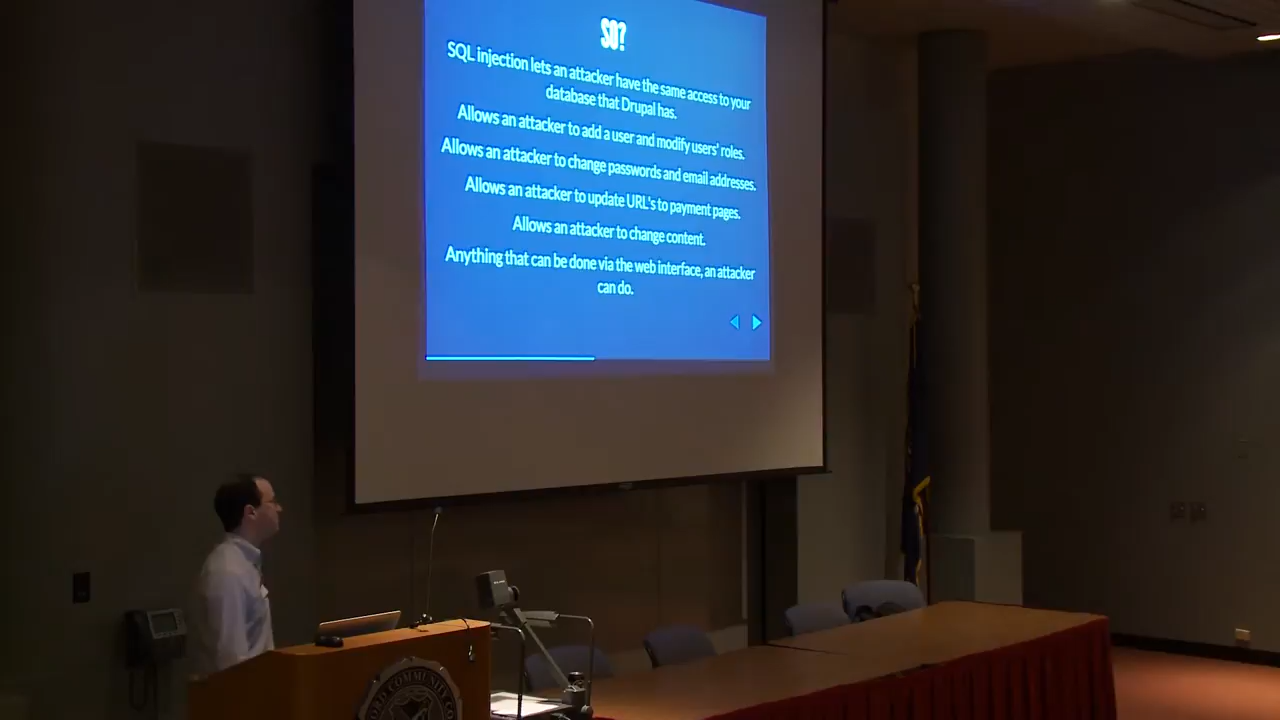 SO?
SQL injection lets an attacker have the same access to your
database that Drupal has.
Allows an attacker to add a user and modify users' roles.
Allows an attacker to change passwords and email addresses.
Allows an attacker to update URL's to payment pages.
Allows an attacker to change content.
Anything that can be done via the web interface, an attacker
can do.
COMMUNITY